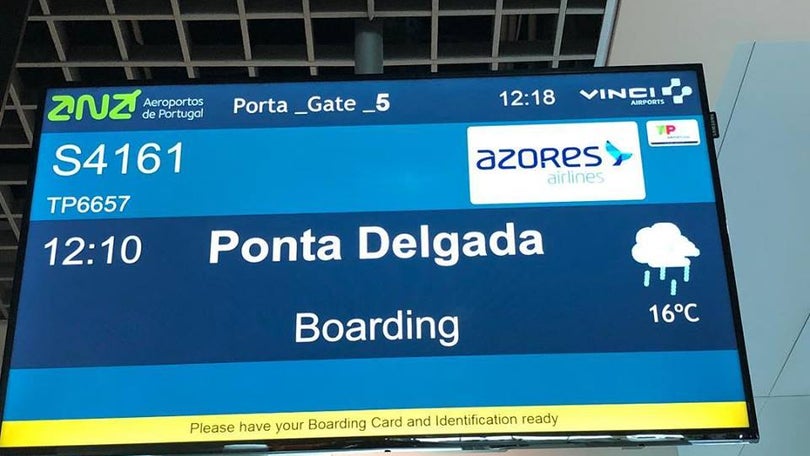 ANA Aeroportos de Portugal
Porta _Gate _5
12:18
VINCI AIRPORTS
S4161
azores airlines
TP
TP6657
12:10
Ponta Delgada
Boarding
16ºC
Please have your Boarding Card and Identification ready